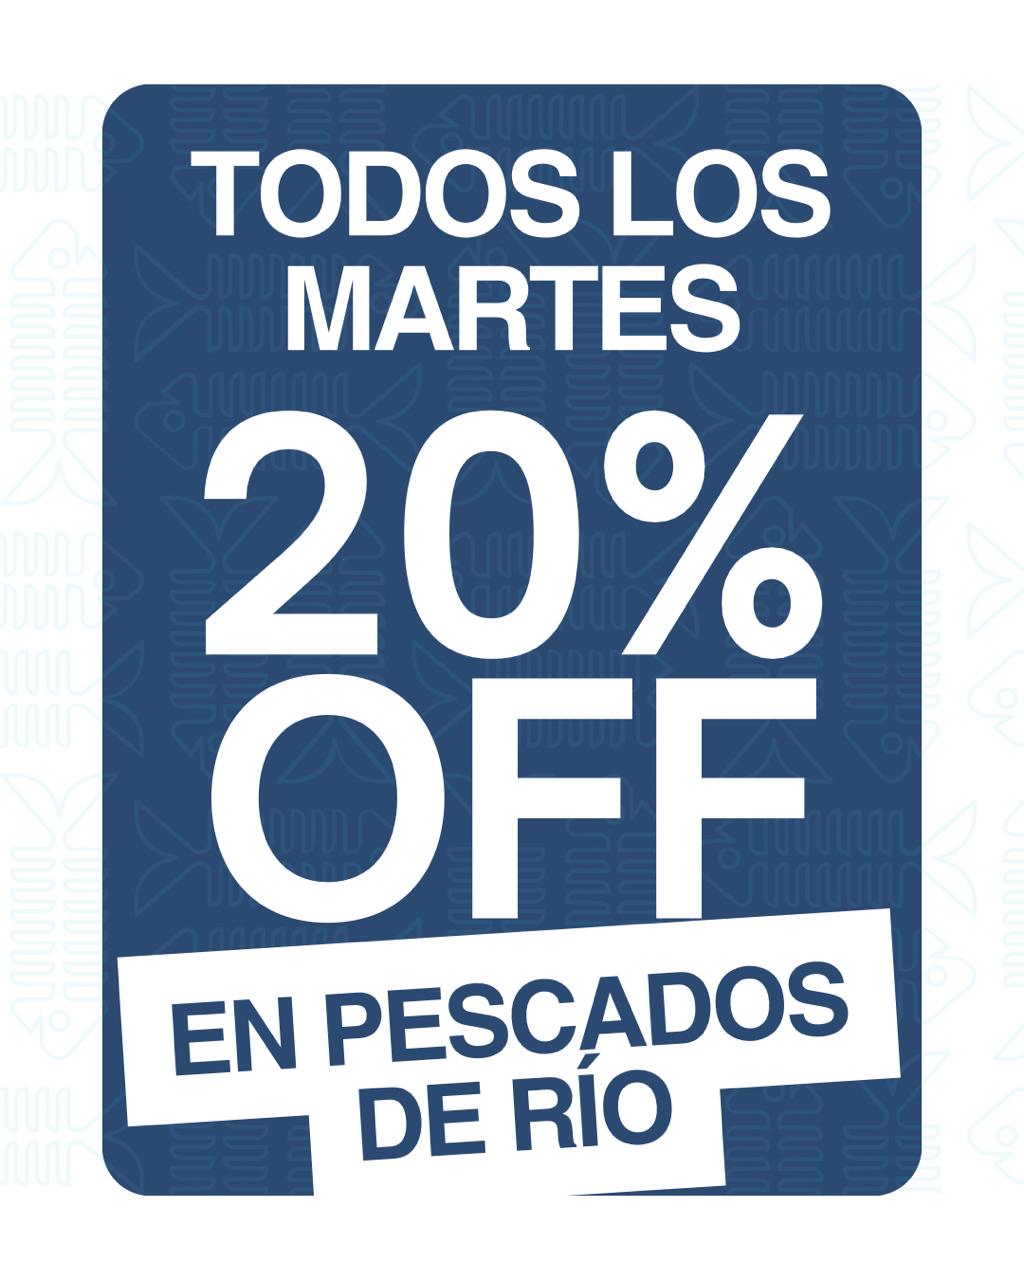 TODOS LOS
MARTES
20%
OFF
EN PESCADOS
DE RÍO